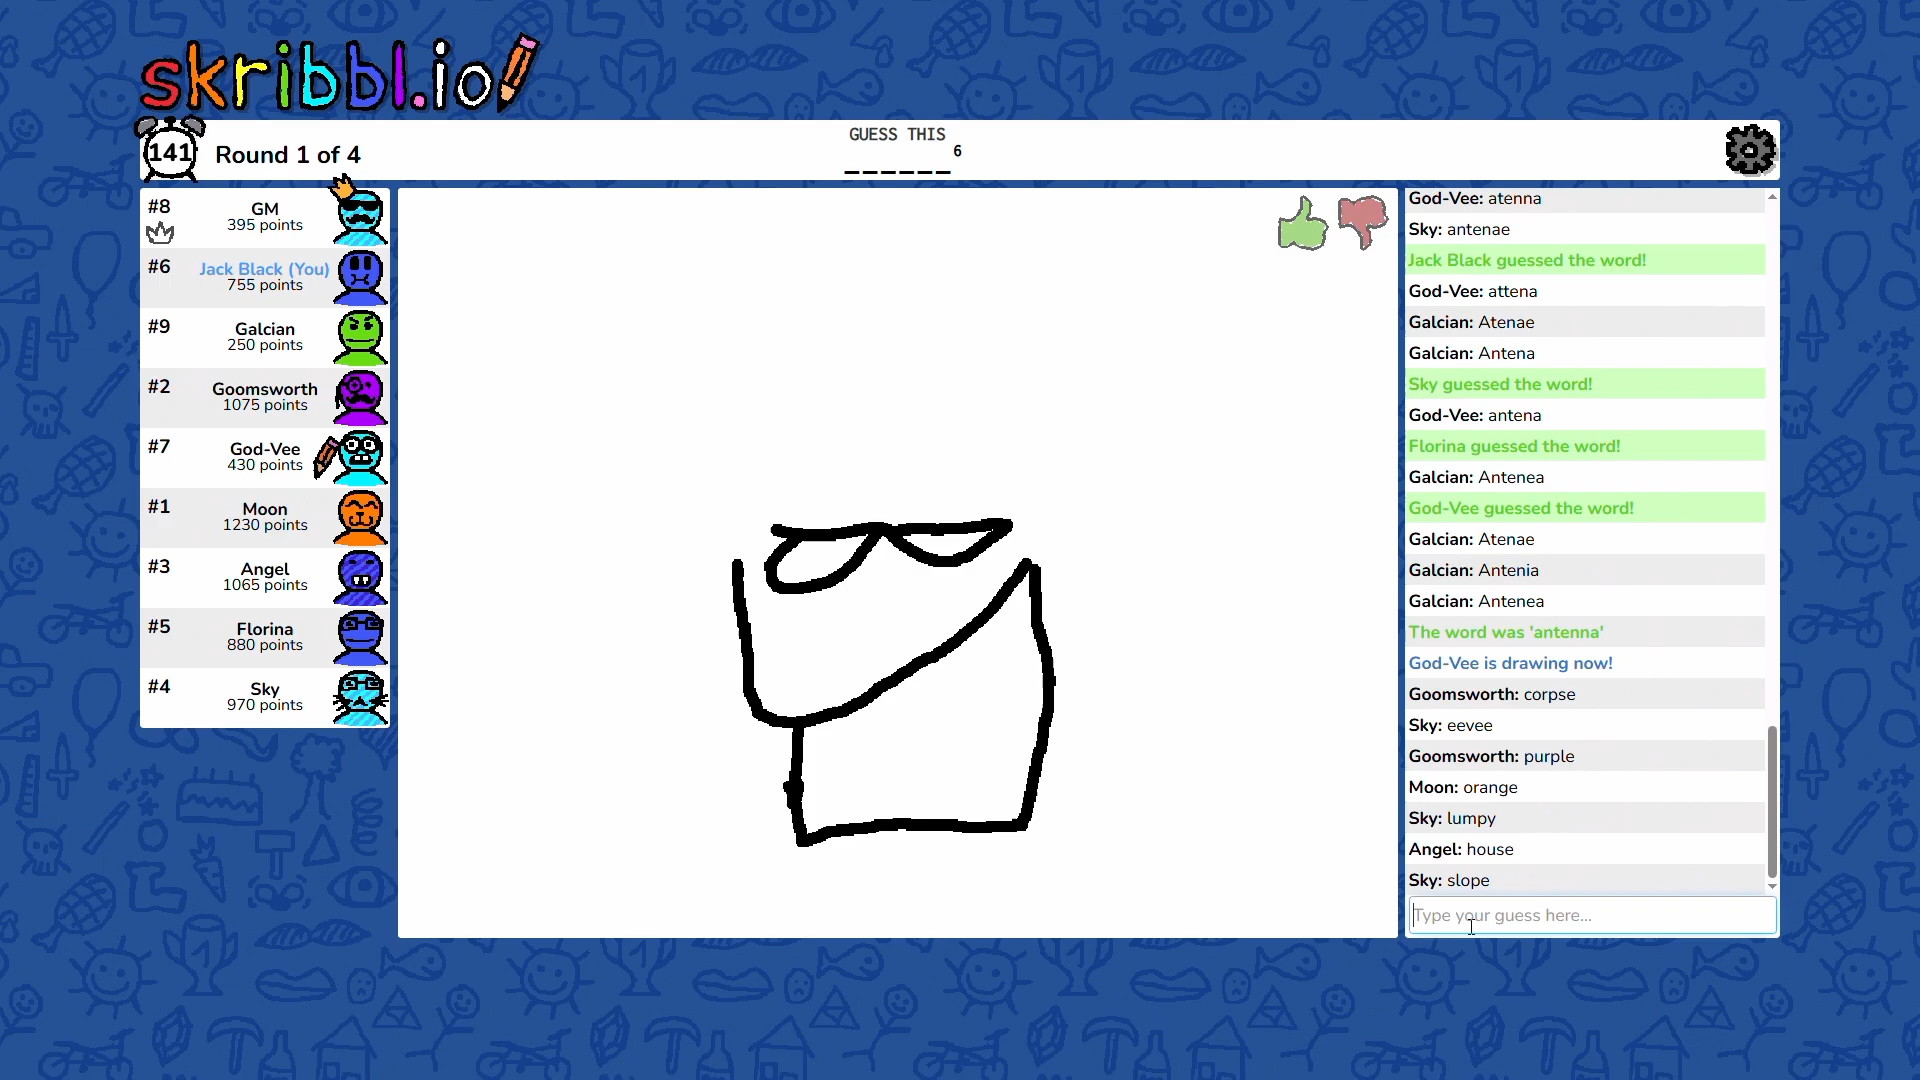 skribbl.io
141
Round 1 of 4
GUESS THIS
6
______
#8
GM
395 points
#6
Jack Black (You)
755 points
#9
Galcian
250 points
#2
Goomsworth
1075 points
#7
God-Vee
430 points
#1
Moon
1230 points
#3
Angel
1065 points
#5
Florina
880 points
#4
Sky
970 points
God-Vee: atenna
Sky: antenae
Jack Black guessed the word!
God-Vee: attena
Galcian: Atenae
Galcian: Antena
Sky guessed the word!
God-Vee: antena
Florina guessed the word!
Galcian: Antenea
God-Vee guessed the word!
Galcian: Atenae
Galcian: Antenia
Galcian: Antenea
The word was 'antenna'
God-Vee is drawing now!
Goomsworth: corpse
Sky: eevee
Goomsworth: purple
Moon: orange
Sky: lumpy
Angel: house
Sky: slope
Type your guess here...